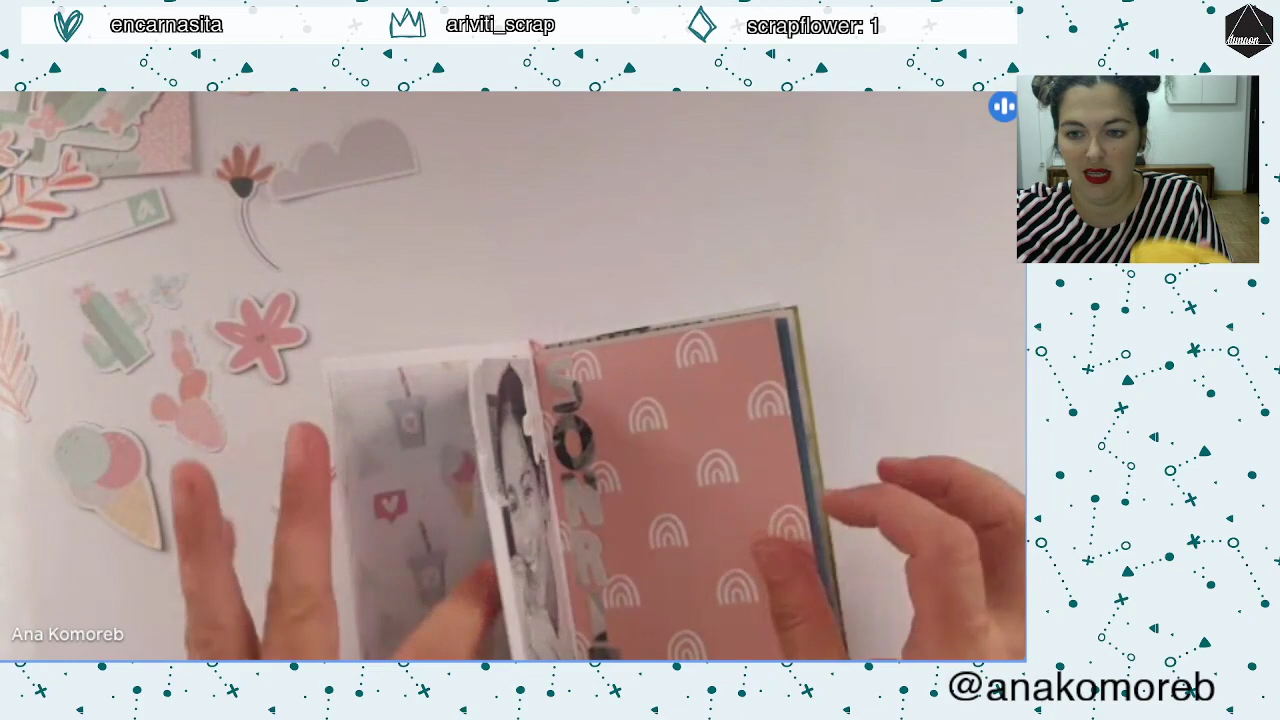 encarnasita
ariviti_scrap
scrapflower: 1
Ana Komoreb
@anakomoreb